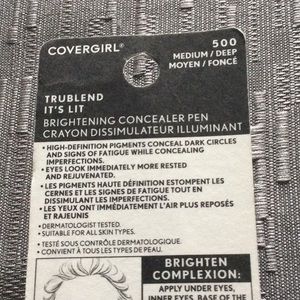 COVERGIRL®
500
MEDIUM / DEEP
MOYEN / FONCÉ
TRUBLEND
IT'S LIT
BRIGHTENING CONCEALER PEN
CRAYON DISSIMULATEUR ILLUMINANT
• HIGH-DEFINITION PIGMENTS CONCEAL DARK CIRCLES
AND SIGNS OF FATIGUE WHILE CONCEALING
IMPERFECTIONS.
• EYES LOOK IMMEDIATELY MORE RESTED
AND REJUVENATED.
• LES PIGMENTS HAUTE DÉFINITION ESTOMPENT LES
CERNES ET LES SIGNES DE FATIGUE TOUT EN
DISSIMULANT LES IMPERFECTIONS.
• LES YEUX ONT IMMÉDIATEMENT L'AIR PLUS REPOSÉS
ET RAJEUNIS
• DERMATOLOGIST TESTED.
• SUITABLE FOR ALL SKIN TYPES.
• TESTÉ SOUS CONTRÔLE DERMATOLOGIQUE.
• CONVIENT À TOUS LES TYPES DE PEAU.
BRIGHTEN
COMPLEXION:
APPLY UNDER EYES,
INNER EYES, BASE OF THE